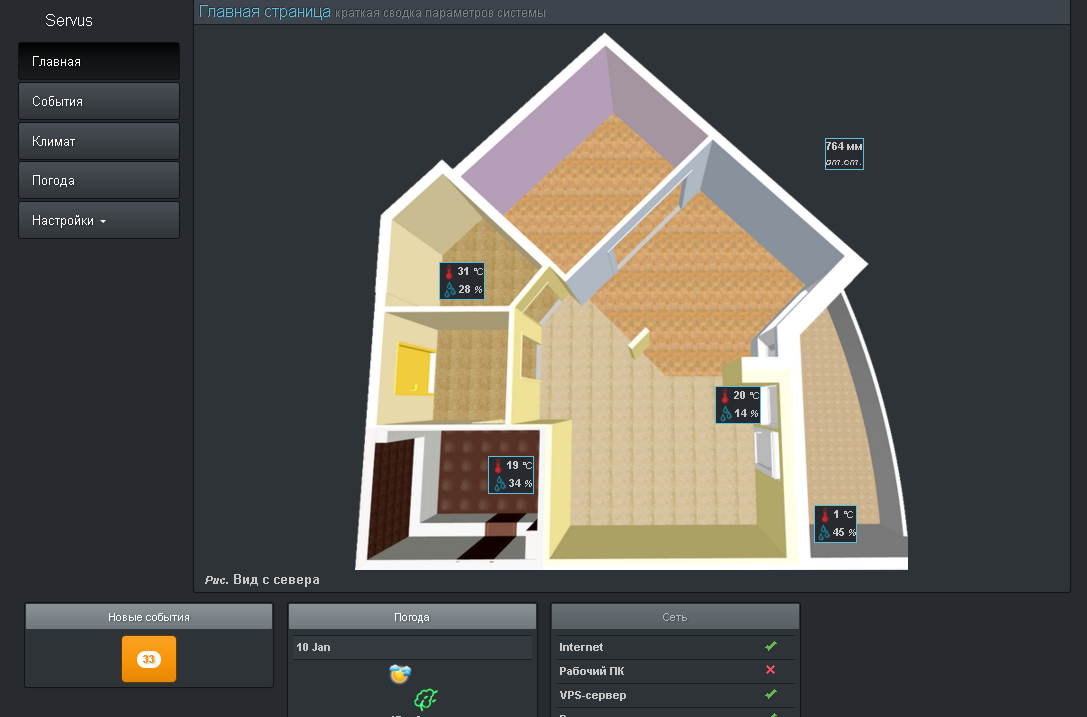 Servus
Главная
События
Климат
Погода
Настройки
Главная страница краткая сводка параметров системы
764 мм
рт.ст.
31 °C
28 %
20 °C
14 %
19 °C
34 %
1 °C
45 %
Рис. Вид с севера
Новые события
33
Погода
10 Jan
Сеть
Internet
Рабочий ПК
VPS-сервер